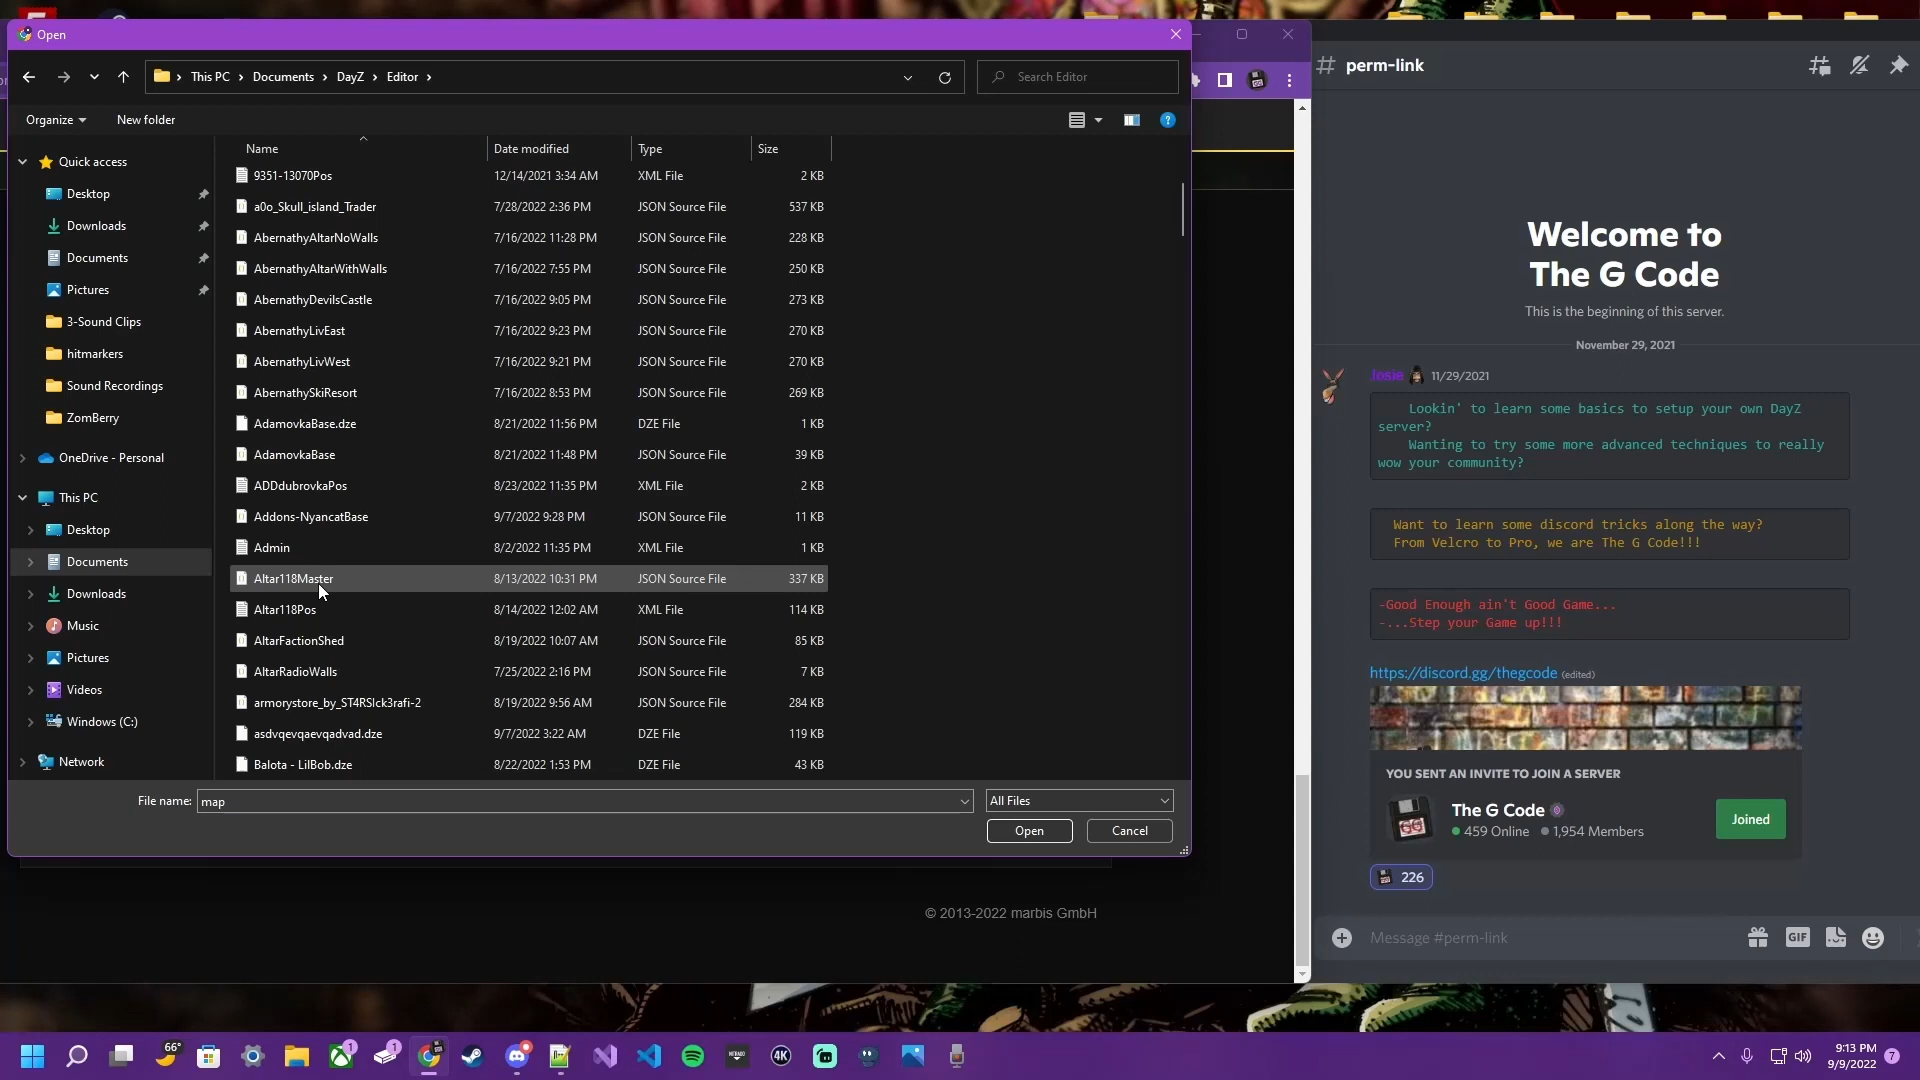 Open
This PC > Documents > DayZ > Editor >
Search Editor
Organize
New folder
Name
Date modified
Type
Size
9351-13070Pos 12/14/2021 3:34 AM XML File 2 KB
a0o_Skull_island_Trader 7/28/2022 2:36 PM JSON Source File 537 KB
AbernathyAltarNoWalls 7/16/2022 11:28 PM JSON Source File 228 KB
AbernathyAltarWithWalls 7/16/2022 7:55 PM JSON Source File 250 KB
AbernathyDevilsCastle 7/16/2022 9:05 PM JSON Source File 273 KB
AbernathyLivEast 7/16/2022 9:23 PM JSON Source File 270 KB
AbernathyLivWest 7/16/2022 9:21 PM JSON Source File 270 KB
AbernathySkiResort 7/16/2022 8:53 PM JSON Source File 269 KB
AdamovkaBase.dze 8/21/2022 11:56 PM DZE File 1 KB
AdamovkaBase 8/21/2022 11:48 PM JSON Source File 39 KB
ADDdubrovkaPos 8/23/2022 11:35 PM XML File 2 KB
Addons-NyancatBase 9/7/2022 9:28 PM JSON Source File 11 KB
Admin 8/2/2022 11:35 PM XML File 1 KB
Altar118Master 8/13/2022 10:31 PM JSON Source File 337 KB
Altar118Pos 8/14/2022 12:02 AM XML File 114 KB
AltarFactionShed 8/19/2022 10:07 AM JSON Source File 85 KB
AltarRadioWalls 7/25/2022 2:16 PM JSON Source File 7 KB
armorystore_by_ST4RSlck3rafi-2 8/19/2022 9:56 AM JSON Source File 284 KB
asdvqevqaevqadvad.dze 9/7/2022 3:22 AM DZE File 119 KB
Balota - LilBob.dze 8/22/2022 1:53 PM DZE File 43 KB
Quick access
Desktop
Downloads
Documents
Pictures
3-Sound Clips
hitmarkers
Sound Recordings
ZomBerry
OneDrive - Personal
This PC
Desktop
Documents
Downloads
Music
Pictures
Videos
Windows (C:)
Network
File name: map
All Files
Open
Cancel
© 2013-2022 marbis GmbH
# perm-link
Welcome to
The G Code
This is the beginning of this server.
November 29, 2021
Josie 11/29/2021
Lookin' to learn some basics to setup your own DayZ
server?
Wanting to try some more advanced techniques to really
wow your community?
Want to learn some discord tricks along the way?
From Velcro to Pro, we are The G Code!!!
-Good Enough ain't Good Game...
-...Step your Game up!!!
https://discord.gg/thegcode (edited)
YOU SENT AN INVITE TO JOIN A SERVER
The G Code
459 Online 1,954 Members
Joined
226
Message #perm-link
GIF
66°
1
1
4K
9:13 PM
9/9/2022
7